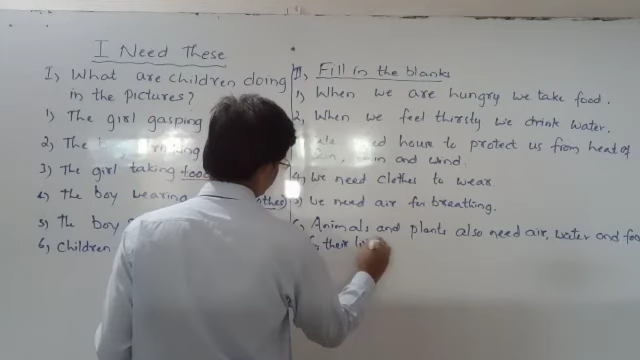 I Need These
I, What are children doing
in the pictures?
1) The girl gasping
2) The
3) The girl taking food
4) The boy wearing
5) The boy
6, Children
II, Fill in the blanks
1) When we are hungry we take food.
2, When we feel thirsty we drink water.
house to protect us from heat of
and wind.
4) We need clothes to wear.
5) We need air for breathing.
6, Animals and plants also need air, water and foo
their